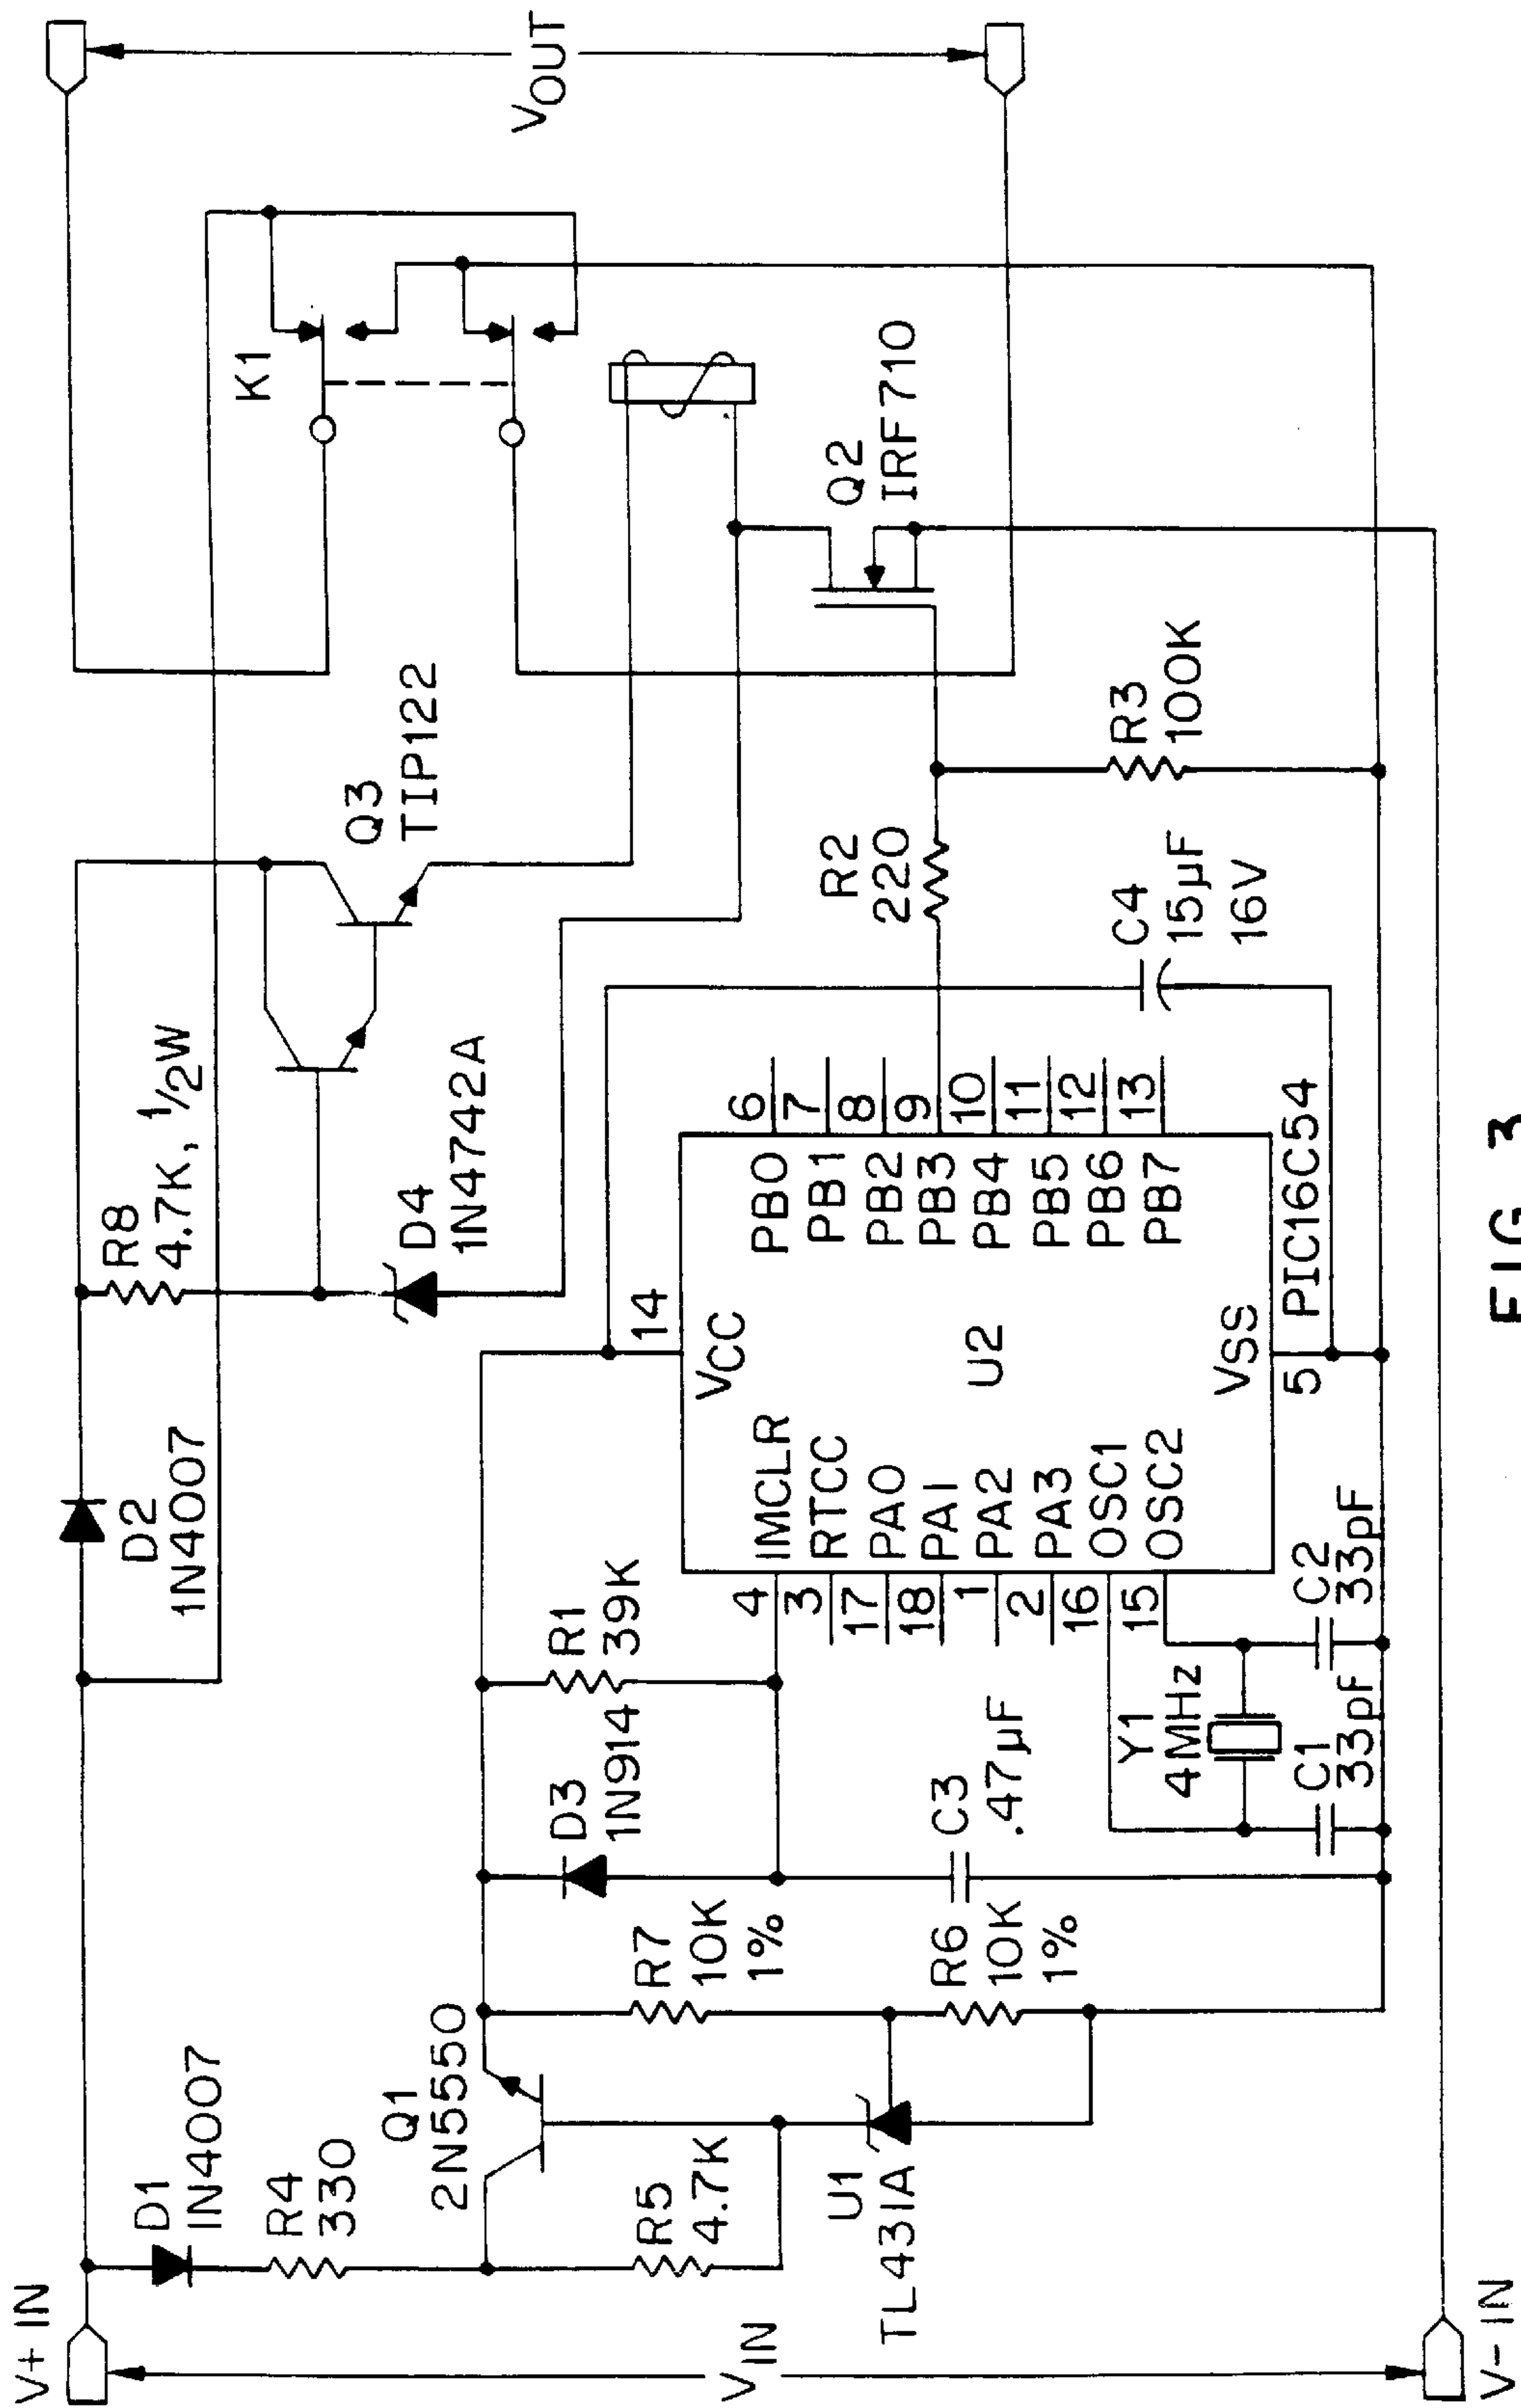 V+ IN
VIN
V- IN
D1
1N4007
R4
330
Q1
2N5550
R5
4.7K
U1
TL431A
R7
10K
1%
R6
10K
1%
D3
1N914
R1
39K
C3
.47µF
Y1
4MHz
C1
33pF
C2
33pF
D2
1N4007
R8
4.7K, 1/2W
D4
1N4742A
Q3
TIP122
14
VCC
4
IMCLR
3
RTCC
17
PA0
18
PA1
1
PA2
2
PA3
16
OSC1
15
OSC2
U2
VSS
5
PIC16C54
PB0
6
PB1
7
PB2
8
PB3
9
PB4
10
PB5
11
PB6
12
PB7
13
C4
15µF
16V
R2
220
R3
100K
Q2
IRF710
K1
VOUT
FIG. 3